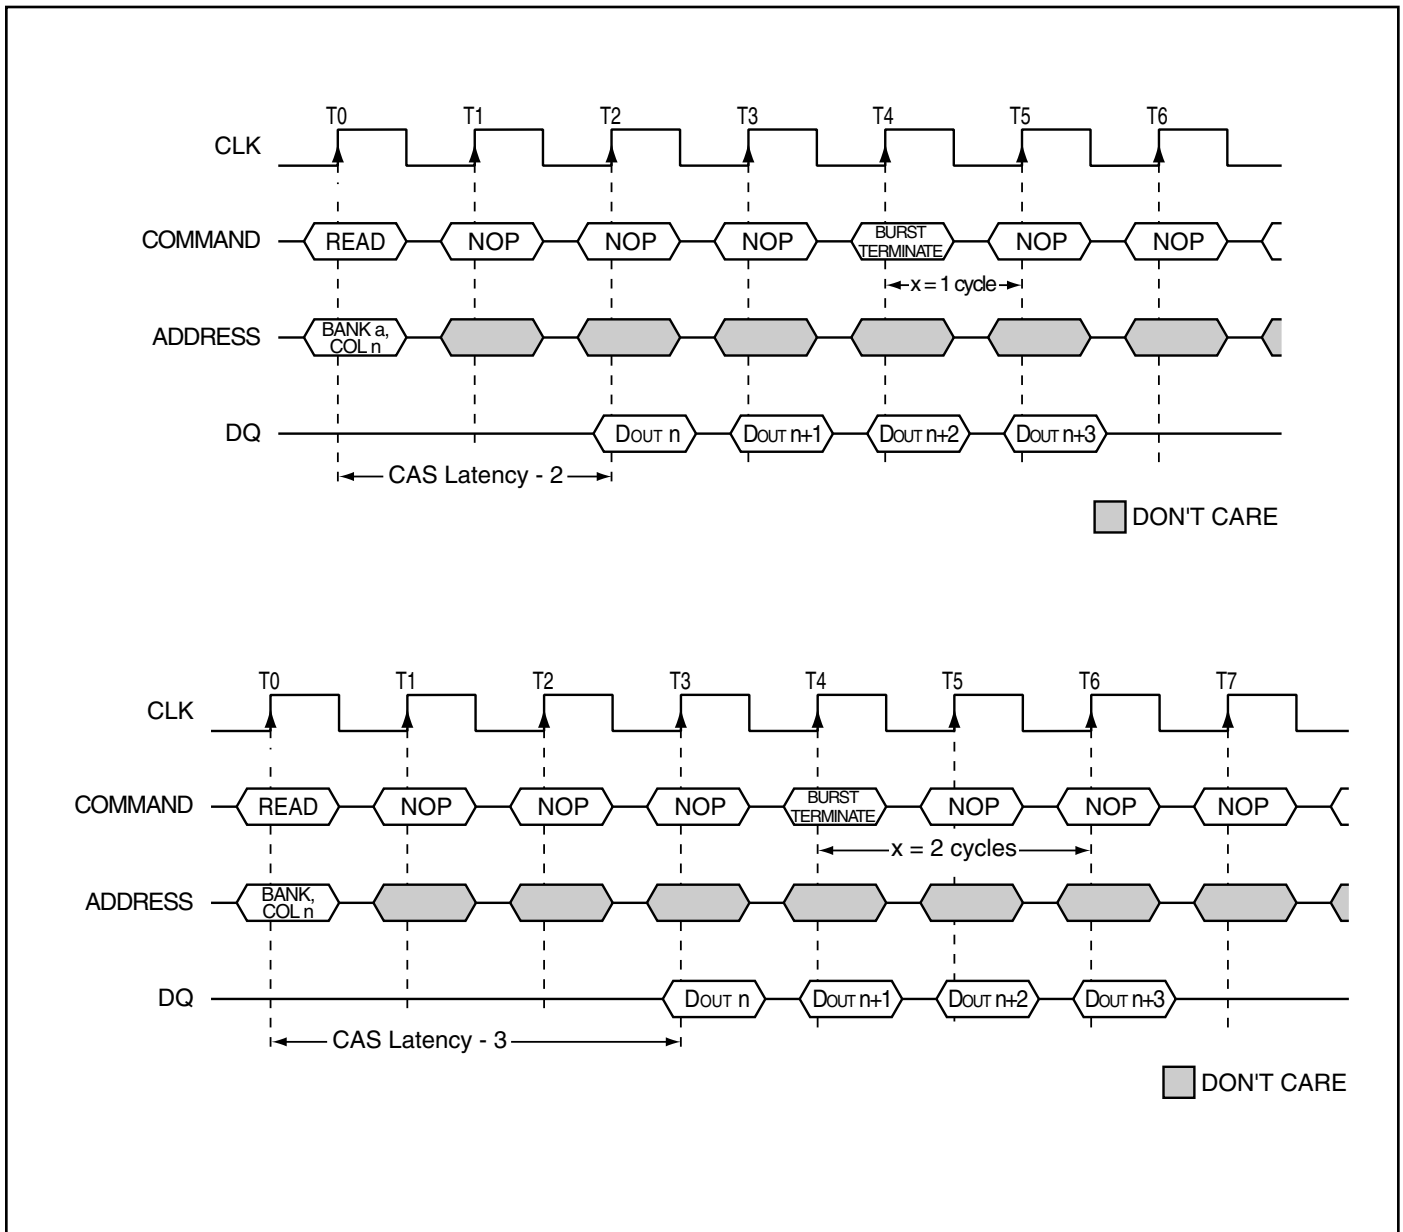 T0 T1 T2 T3 T4 T5 T6
CLK
COMMAND READ NOP NOP NOP BURST TERMINATE NOP NOP
x = 1 cycle
ADDRESS BANK a, COL n
DQ DOUT n DOUT n+1 DOUT n+2 DOUT n+3
CAS Latency - 2
DON'T CARE
T0 T1 T2 T3 T4 T5 T6 T7
CLK
COMMAND READ NOP NOP NOP BURST TERMINATE NOP NOP NOP
x = 2 cycles
ADDRESS BANK, COL n
DQ DOUT n DOUT n+1 DOUT n+2 DOUT n+3
CAS Latency - 3
DON'T CARE